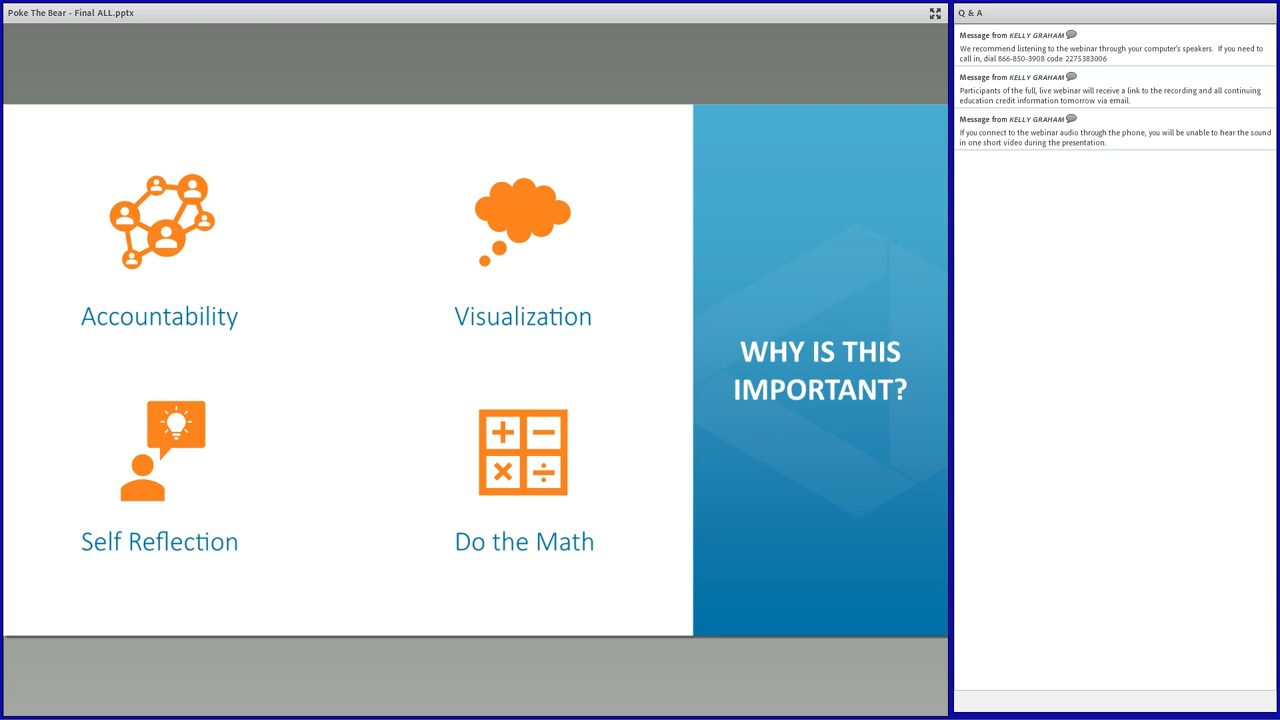 Poke The Bear - Final ALL.pptx
Accountability
Visualization
Self Reflection
Do the Math
WHY IS THIS
IMPORTANT?
Q & A
Message from KELLY GRAHAM
We recommend listening to the webinar through your computer's speakers.  If you need to
call in, dial 866-850-3908 code 2275383006
Message from KELLY GRAHAM
Participants of the full, live webinar will receive a link to the recording and all continuing
education credit information tomorrow via email.
Message from KELLY GRAHAM
If you connect to the webinar audio through the phone, you will be unable to hear the sound
in one short video during the presentation.